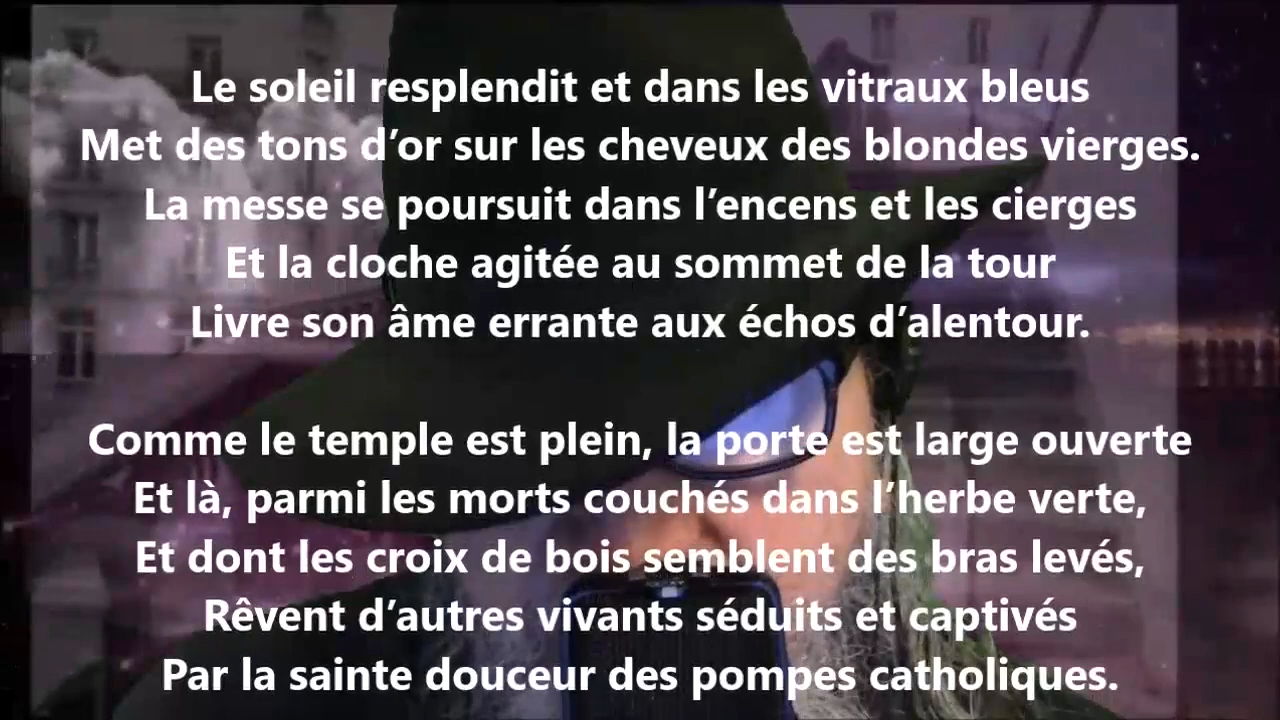 Le soleil resplendit et dans les vitraux bleus
Met des tons d’or sur les cheveux des blondes vierges.
La messe se poursuit dans l’encens et les cierges
Et la cloche agitée au sommet de la tour
Livre son âme errante aux échos d’alentour.
Comme le temple est plein, la porte est large ouverte
Et là, parmi les morts couchés dans l’herbe verte,
Et dont les croix de bois semblent des bras levés,
Rêvent d’autres vivants séduits et captivés
Par la sainte douceur des pompes catholiques.